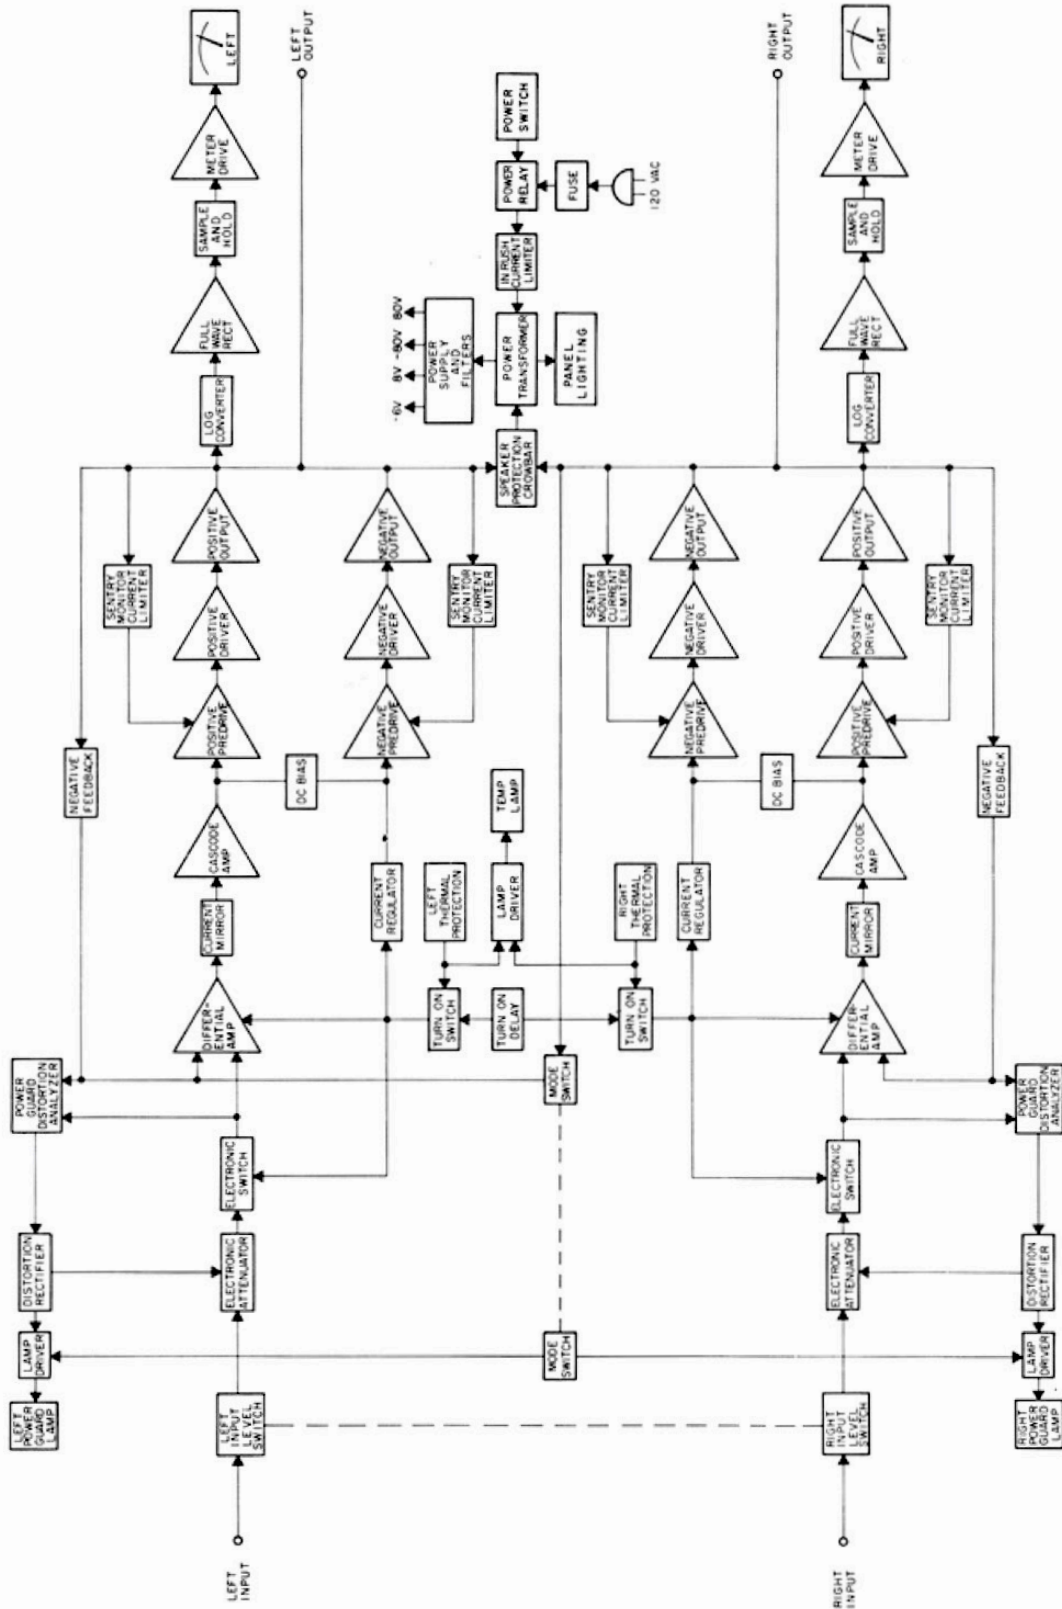 LEFT
INPUT
LEFT
INPUT
LEVEL
SWITCH
LEFT
POWER
GUARD
LAMP
LAMP
DRIVER
DISTORTION
RECTIFIER
POWER
GUARD
DISTORTION
ANALYZER
ELECTRONIC
ATTENUATOR
ELECTRONIC
SWITCH
DIFFER-
ENTIAL
AMP
CURRENT
MIRROR
CASCODE
AMP
NEGATIVE
FEEDBACK
POSITIVE
PREDRIVE
POSITIVE
DRIVER
POSITIVE
OUTPUT
SENTRY
MONITOR
CURRENT
LIMITER
LOG
CONVERTER
FULL
WAVE
RECT
SAMPLE
AND
HOLD
METER
DRIVE
LEFT
LEFT
OUTPUT
DC BIAS
CURRENT
REGULATOR
NEGATIVE
PREDRIVE
NEGATIVE
DRIVER
NEGATIVE
OUTPUT
SENTRY
MONITOR
CURRENT
LIMITER
LEFT
THERMAL
PROTECTION
TURN ON
SWITCH
TURN ON
DELAY
LAMP
DRIVER
TEMP
LAMP
MODE
SWITCH
MODE
SWITCH
SPEAKER
PROTECTION
CROWBAR
-6V
8V
-80V
80V
POWER
SUPPLY
AND
FILTERS
POWER
TRANSFORMER
PANEL
LIGHTING
IN RUSH
CURRENT
LIMITER
POWER
RELAY
POWER
SWITCH
FUSE
120 VAC
RIGHT
THERMAL
PROTECTION
TURN ON
SWITCH
CURRENT
REGULATOR
NEGATIVE
PREDRIVE
NEGATIVE
DRIVER
NEGATIVE
OUTPUT
SENTRY
MONITOR
CURRENT
LIMITER
DC BIAS
RIGHT
OUTPUT
RIGHT
INPUT
RIGHT
INPUT
LEVEL
SWITCH
ELECTRONIC
ATTENUATOR
ELECTRONIC
SWITCH
DIFFER-
ENTIAL
AMP
CURRENT
MIRROR
CASCODE
AMP
POSITIVE
PREDRIVE
POSITIVE
DRIVER
POSITIVE
OUTPUT
LOG
CONVERTER
FULL
WAVE
RECT
SAMPLE
AND
HOLD
METER
DRIVE
RIGHT
SENTRY
MONITOR
CURRENT
LIMITER
NEGATIVE
FEEDBACK
RIGHT
POWER
GUARD
LAMP
LAMP
DRIVER
DISTORTION
RECTIFIER
POWER
GUARD
DISTORTION
ANALYZER